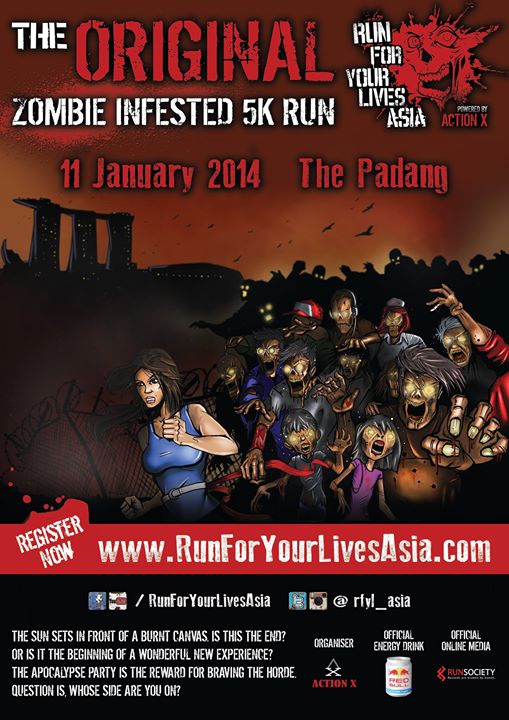 THE ORIGINAL
ZOMBIE INFESTED 5K RUN
RUN
FOR
YOUR
LIVES
ASIA
POWERED BY
ACTION X
11 January 2014 The Padang
REGISTER
NOW
www.RunForYourLivesAsia.com
/ RunForYourLivesAsia @ rfyl_asia
THE SUN SETS IN FRONT OF A BURNT CANVAS. IS THIS THE END?
OR IS IT THE BEGINNING OF A WONDERFUL NEW EXPERIENCE?
THE APOCALYPSE PARTY IS THE REWARD FOR BRAVING THE HORDE.
QUESTION IS, WHOSE SIDE ARE YOU ON?
ORGANISER
ACTION X
OFFICIAL
ENERGY DRINK
RED BULL
OFFICIAL
ONLINE MEDIA
RUNSOCIETY